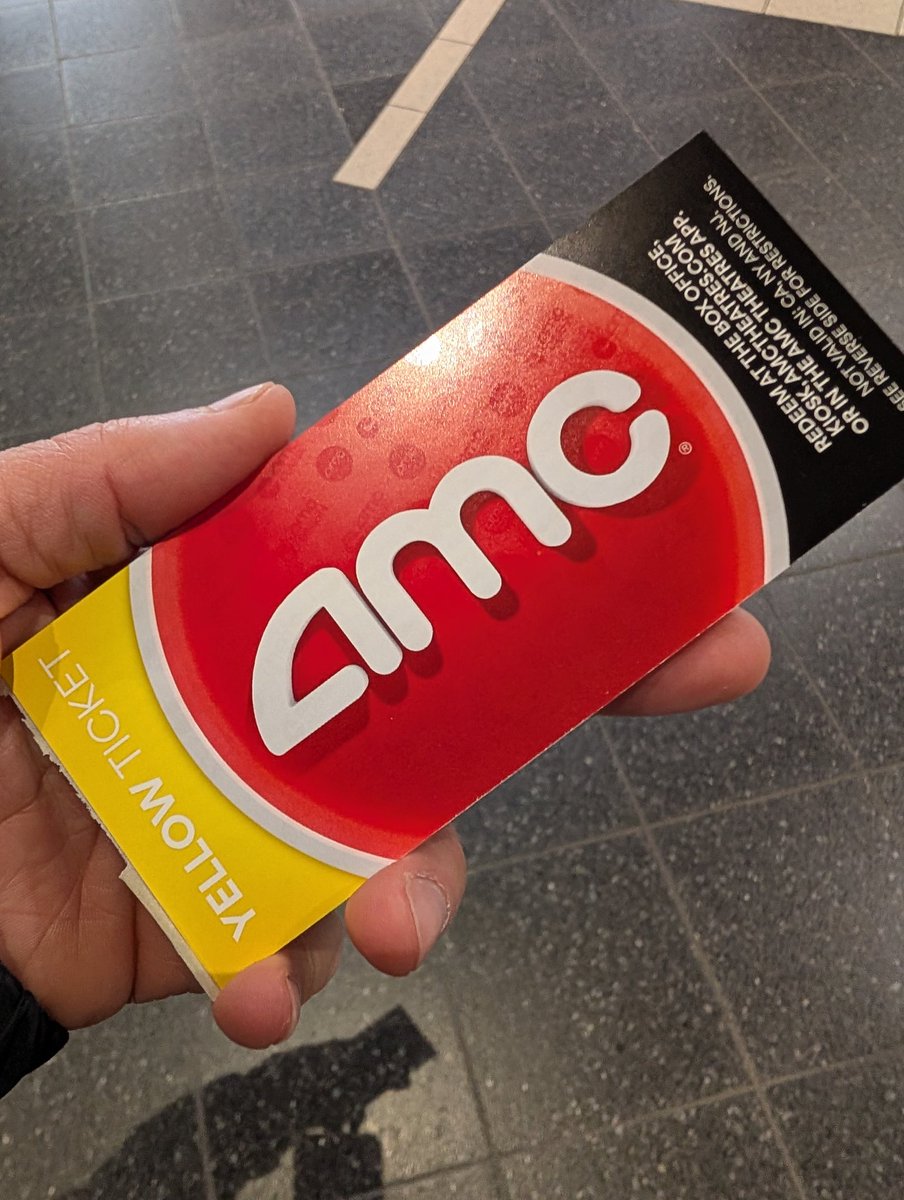 YELLOW TICKET
amc®
REDEEM AT THE BOX OFFICE,
KIOSK, AMCTHEATRES.COM
OR IN THE AMC THEATRES APP.
NOT VALID IN: CA, NY AND NJ.
SEE REVERSE SIDE FOR RESTRICTIONS.